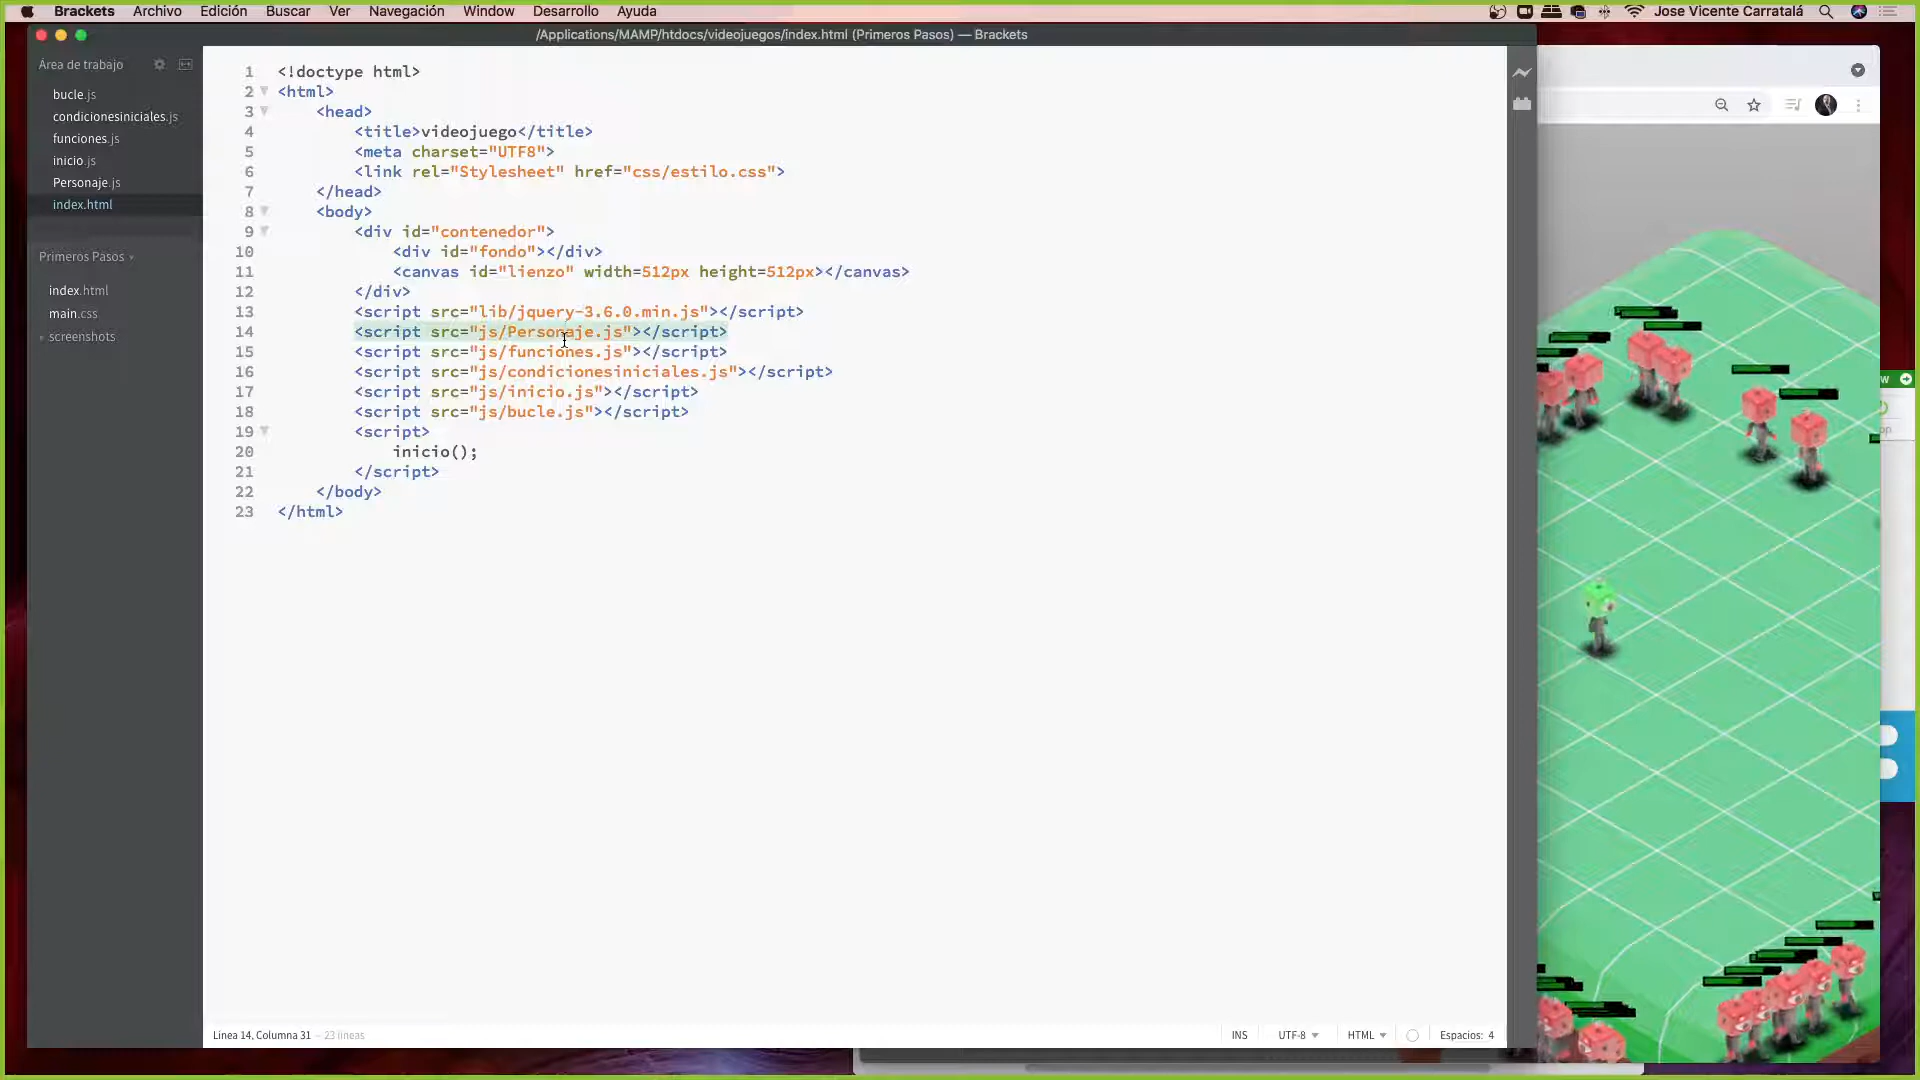 Brackets Archivo Edición Buscar Ver Navegación Window Desarrollo Ayuda Jose Vicente Carratalá
/Applications/MAMP/htdocs/videojuegos/index.html (Primeros Pasos) — Brackets
Área de trabajo
bucle.js
condicionesiniciales.js
funciones.js
inicio.js
Personaje.js
index.html
Primeros Pasos
index.html
main.css
screenshots
1 <!doctype html>
2 <html>
3 <head>
4 <title>videojuego</title>
5 <meta charset="UTF8">
6 <link rel="Stylesheet" href="css/estilo.css">
7 </head>
8 <body>
9 <div id="contenedor">
10 <div id="fondo"></div>
11 <canvas id="lienzo" width=512px height=512px></canvas>
12 </div>
13 <script src="lib/jquery-3.6.0.min.js"></script>
14 <script src="js/Personaje.js"></script>
15 <script src="js/funciones.js"></script>
16 <script src="js/condicionesiniciales.js"></script>
17 <script src="js/inicio.js"></script>
18 <script src="js/bucle.js"></script>
19 <script>
20 inicio();
21 </script>
22 </body>
23 </html>
Línea 14, Columna 31 – 23 líneas
INS UTF-8 HTML Espacios: 4